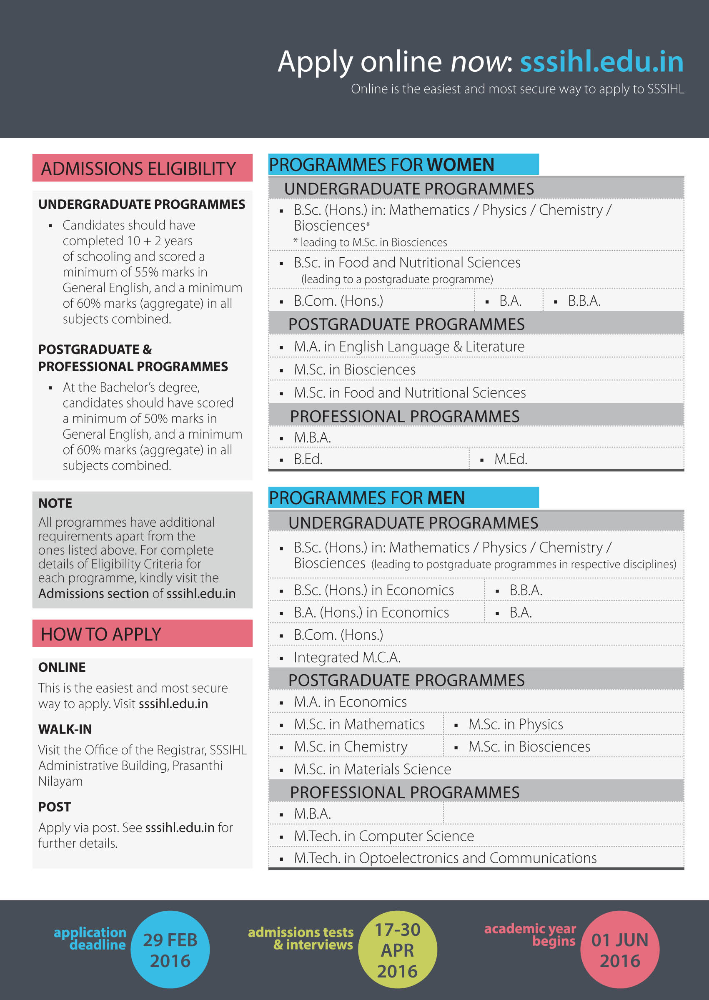 Apply online now: sssihl.edu.in
Online is the easiest and most secure way to apply to SSSIHL
ADMISSIONS ELIGIBILITY
UNDERGRADUATE PROGRAMMES
▪ Candidates should have
completed 10 + 2 years
of schooling and scored a
minimum of 55% marks in
General English, and a minimum
of 60% marks (aggregate) in all
subjects combined.
POSTGRADUATE &
PROFESSIONAL PROGRAMMES
▪ At the Bachelor’s degree,
candidates should have scored
a minimum of 50% marks in
General English, and a minimum
of 60% marks (aggregate) in all
subjects combined.
NOTE
All programmes have additional
requirements apart from the
ones listed above. For complete
details of Eligibility Criteria for
each programme, kindly visit the
Admissions section of sssihl.edu.in
HOW TO APPLY
ONLINE
This is the easiest and most secure
way to apply. Visit sssihl.edu.in
WALK-IN
Visit the Office of the Registrar, SSSIHL
Administrative Building, Prasanthi
Nilayam
POST
Apply via post. See sssihl.edu.in for
further details.
PROGRAMMES FOR WOMEN
UNDERGRADUATE PROGRAMMES
▪ B.Sc. (Hons.) in: Mathematics / Physics / Chemistry /
Biosciences*
* leading to M.Sc. in Biosciences
▪ B.Sc. in Food and Nutritional Sciences
(leading to a postgraduate programme)
▪ B.Com. (Hons.) ▪ B.A. ▪ B.B.A.
POSTGRADUATE PROGRAMMES
▪ M.A. in English Language & Literature
▪ M.Sc. in Biosciences
▪ M.Sc. in Food and Nutritional Sciences
PROFESSIONAL PROGRAMMES
▪ M.B.A.
▪ B.Ed. ▪ M.Ed.
PROGRAMMES FOR MEN
UNDERGRADUATE PROGRAMMES
▪ B.Sc. (Hons.) in: Mathematics / Physics / Chemistry /
Biosciences (leading to postgraduate programmes in respective disciplines)
▪ B.Sc. (Hons.) in Economics ▪ B.B.A.
▪ B.A. (Hons.) in Economics ▪ B.A.
▪ B.Com. (Hons.)
▪ Integrated M.C.A.
POSTGRADUATE PROGRAMMES
▪ M.A. in Economics
▪ M.Sc. in Mathematics ▪ M.Sc. in Physics
▪ M.Sc. in Chemistry ▪ M.Sc. in Biosciences
▪ M.Sc. in Materials Science
PROFESSIONAL PROGRAMMES
▪ M.B.A.
▪ M.Tech. in Computer Science
▪ M.Tech. in Optoelectronics and Communications
application
deadline
29 FEB
2016
admissions tests
& interviews
17-30
APR
2016
academic year
begins
01 JUN
2016